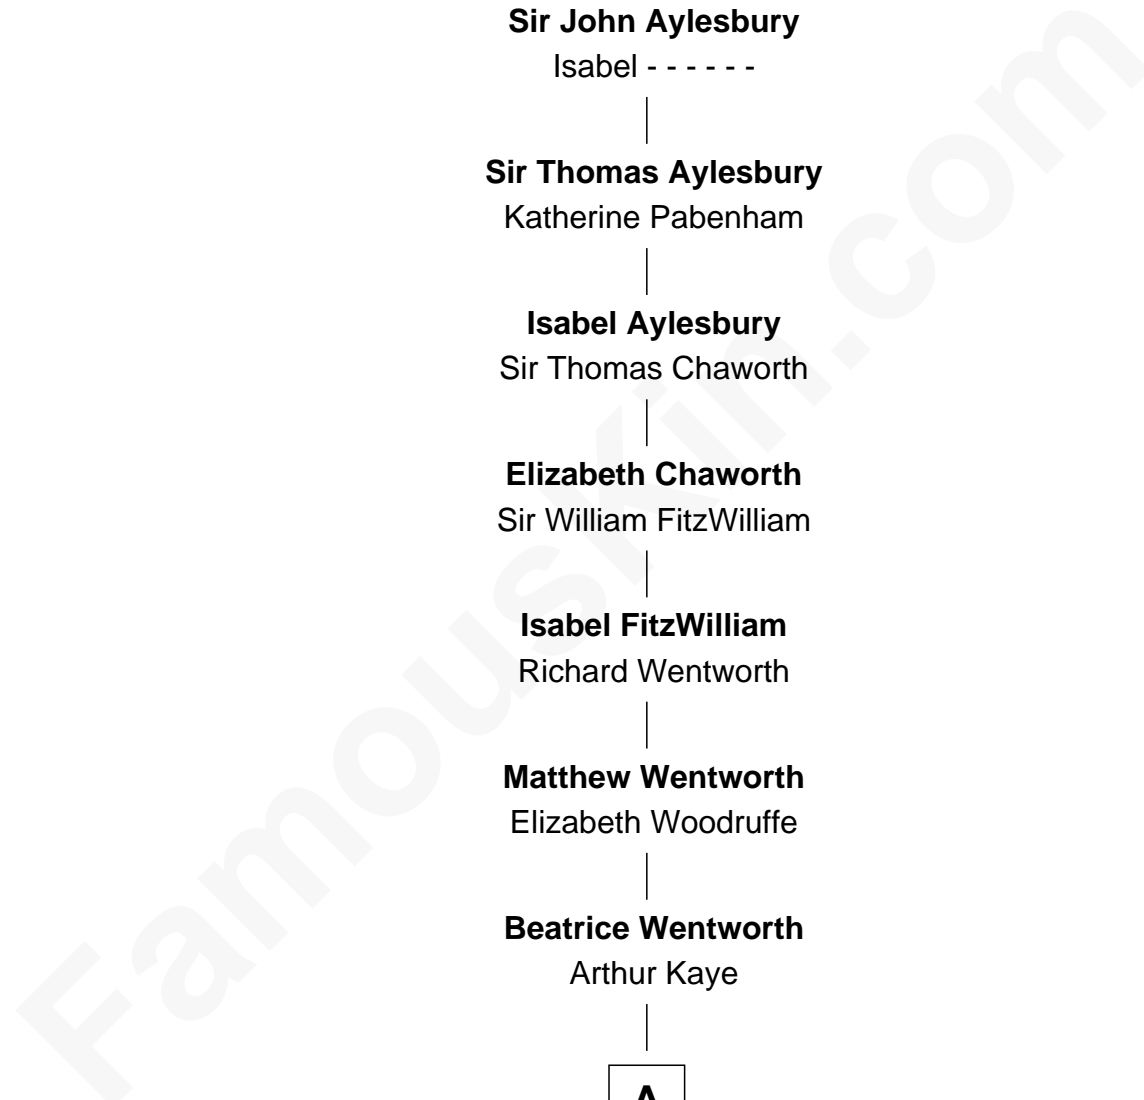 Sir John Aylesbury
Isabel - - - - - -
Sir Thomas Aylesbury
Katherine Pabenham
Isabel Aylesbury
Sir Thomas Chaworth
Elizabeth Chaworth
Sir William FitzWilliam
Isabel FitzWilliam
Richard Wentworth
Matthew Wentworth
Elizabeth Woodruffe
Beatrice Wentworth
Arthur Kaye
A
FamousKin.com